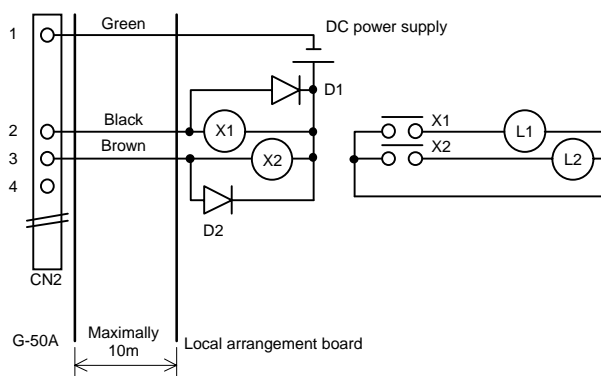 1 Green DC power supply
D1
2 Black X1 X1 L1
3 Brown X2 X2 L2
4
D2
CN2
G-50A Maximally 10m Local arrangement board